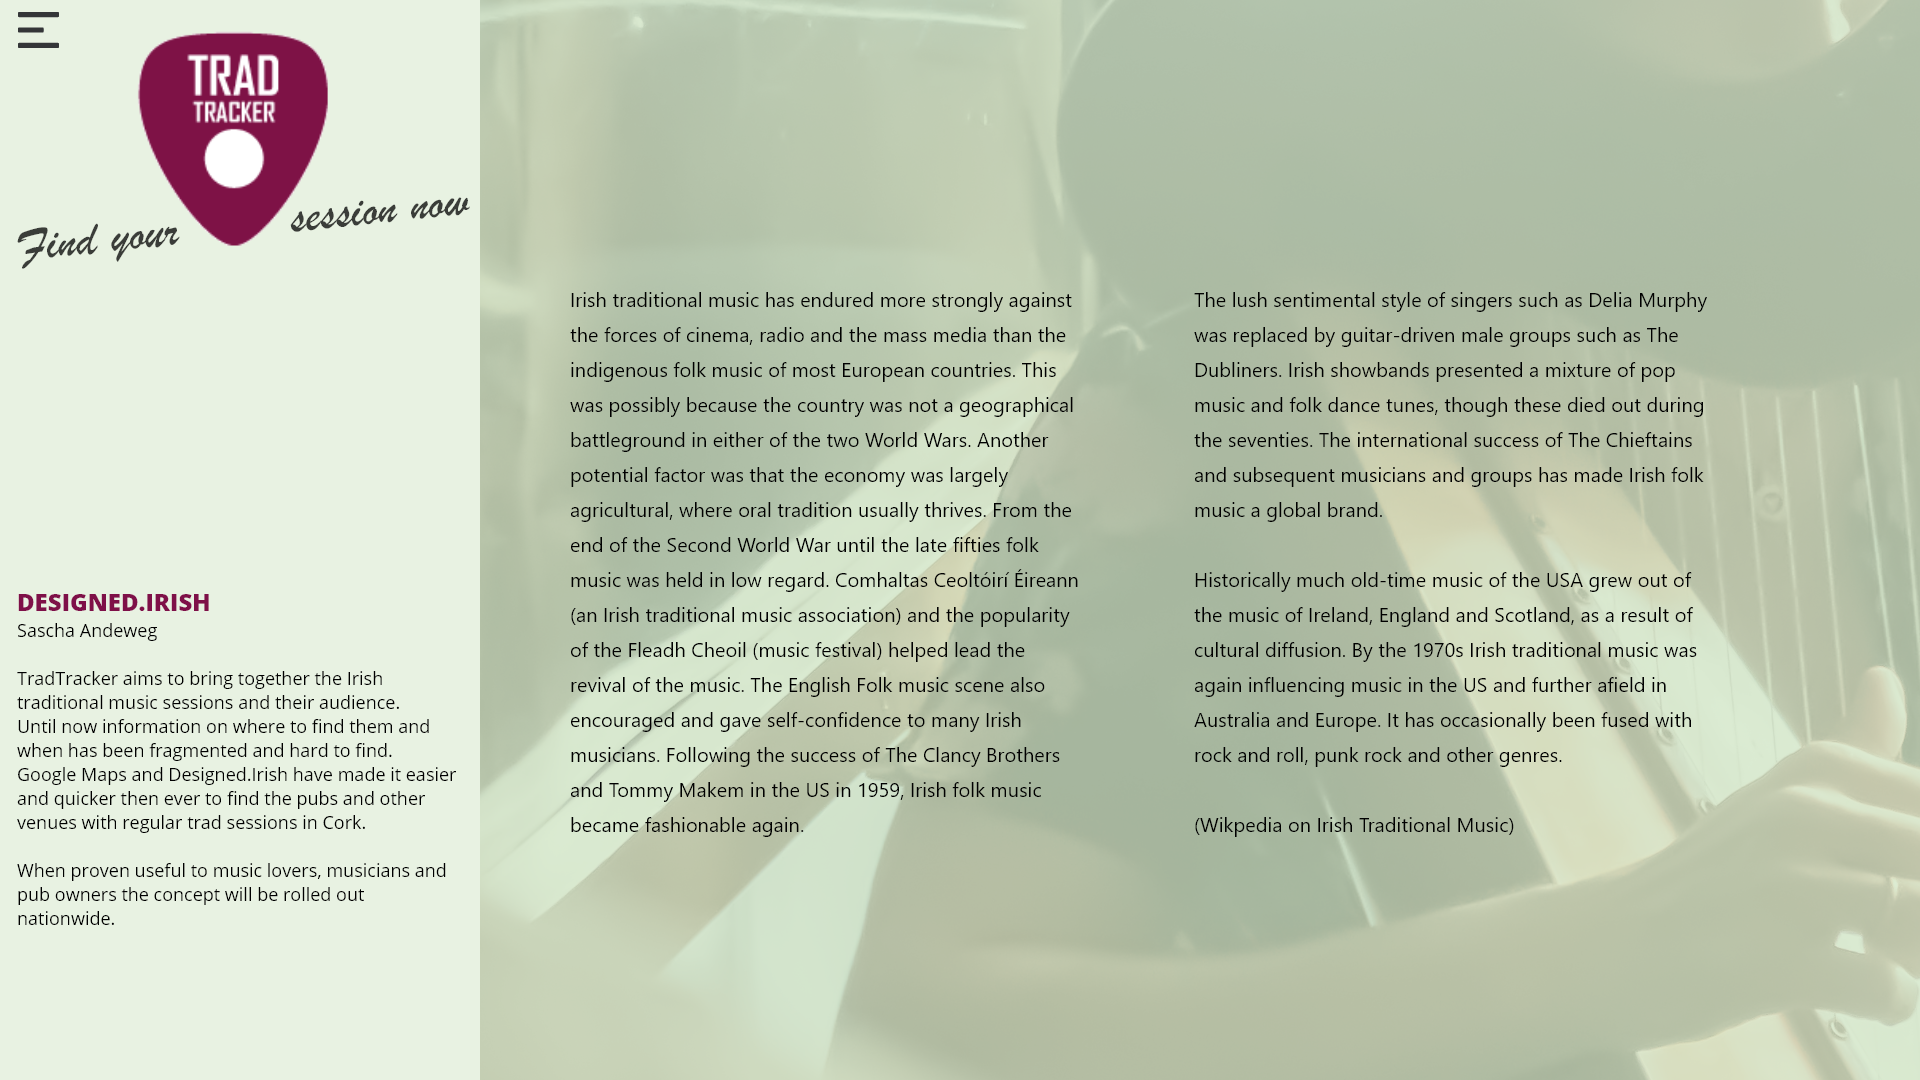 TRAD
TRACKER
Find your session now
DESIGNED.IRISH
Sascha Andeweg
TradTracker aims to bring together the Irish
traditional music sessions and their audience.
Until now information on where to find them and
when has been fragmented and hard to find.
Google Maps and Designed.Irish have made it easier
and quicker then ever to find the pubs and other
venues with regular trad sessions in Cork.
When proven useful to music lovers, musicians and
pub owners the concept will be rolled out
nationwide.
Irish traditional music has endured more strongly against
the forces of cinema, radio and the mass media than the
indigenous folk music of most European countries. This
was possibly because the country was not a geographical
battleground in either of the two World Wars. Another
potential factor was that the economy was largely
agricultural, where oral tradition usually thrives. From the
end of the Second World War until the late fifties folk
music was held in low regard. Comhaltas Ceoltóirí Éireann
(an Irish traditional music association) and the popularity
of the Fleadh Cheoil (music festival) helped lead the
revival of the music. The English Folk music scene also
encouraged and gave self-confidence to many Irish
musicians. Following the success of The Clancy Brothers
and Tommy Makem in the US in 1959, Irish folk music
became fashionable again.
The lush sentimental style of singers such as Delia Murphy
was replaced by guitar-driven male groups such as The
Dubliners. Irish showbands presented a mixture of pop
music and folk dance tunes, though these died out during
the seventies. The international success of The Chieftains
and subsequent musicians and groups has made Irish folk
music a global brand.
Historically much old-time music of the USA grew out of
the music of Ireland, England and Scotland, as a result of
cultural diffusion. By the 1970s Irish traditional music was
again influencing music in the US and further afield in
Australia and Europe. It has occasionally been fused with
rock and roll, punk rock and other genres.
(Wikpedia on Irish Traditional Music)